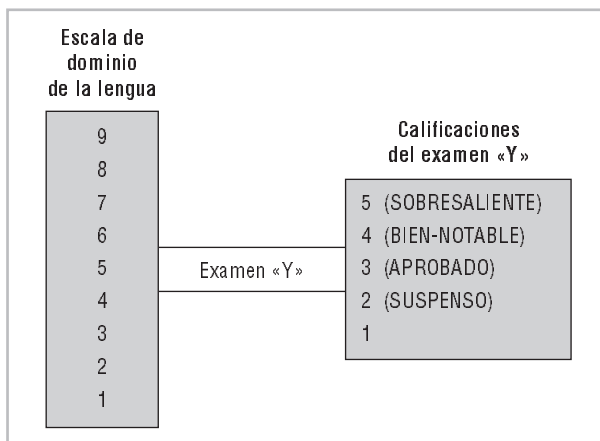 Escala de
dominio
de la lengua
9
8
7
6
5
4
3
2
1
Examen «Y»
Calificaciones
del examen «Y»
5 (SOBRESALIENTE)
4 (BIEN-NOTABLE)
3 (APROBADO)
2 (SUSPENSO)
1